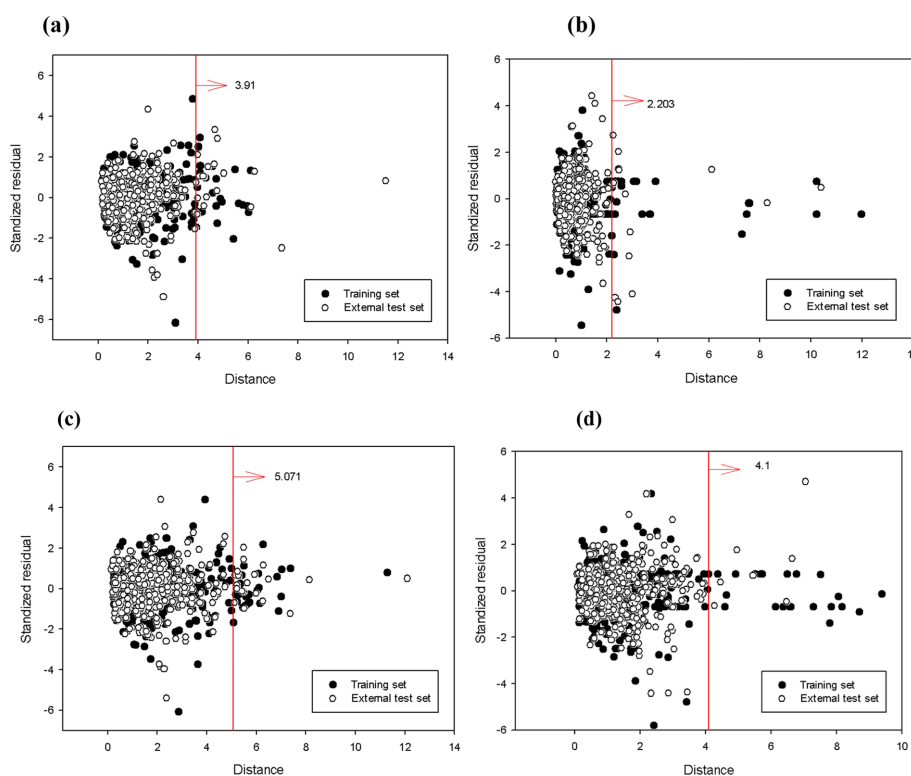 (a)
3.91
6
4
2
0
-2
-4
-6
Standized residual
Training set
External test set
0 2 4 6 8 10 12 14
Distance
(b)
2.203
6
4
2
0
-2
-4
-6
Standized residual
Training set
External test set
0 2 4 6 8 10 12 14
Distance
(c)
5.071
6
4
2
0
-2
-4
-6
Standized residual
Training set
External test set
0 2 4 6 8 10 12 14
Distance
(d)
4.1
6
4
2
0
-2
-4
-6
Standized residual
Training set
External test set
0 2 4 6 8 10
Distance